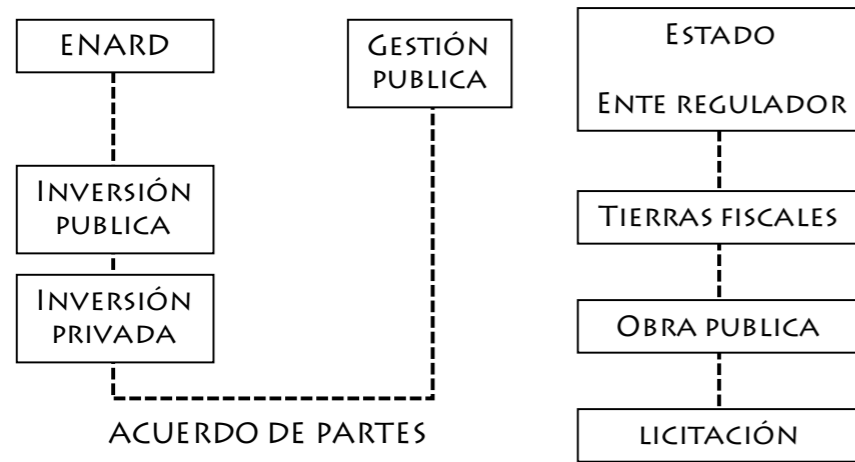 ENARD
INVERSIÓN
PUBLICA
INVERSIÓN
PRIVADA
GESTIÓN
PUBLICA
ACUERDO DE PARTES
ESTADO
ENTE REGULADOR
TIERRAS FISCALES
OBRA PUBLICA
LICITACIÓN